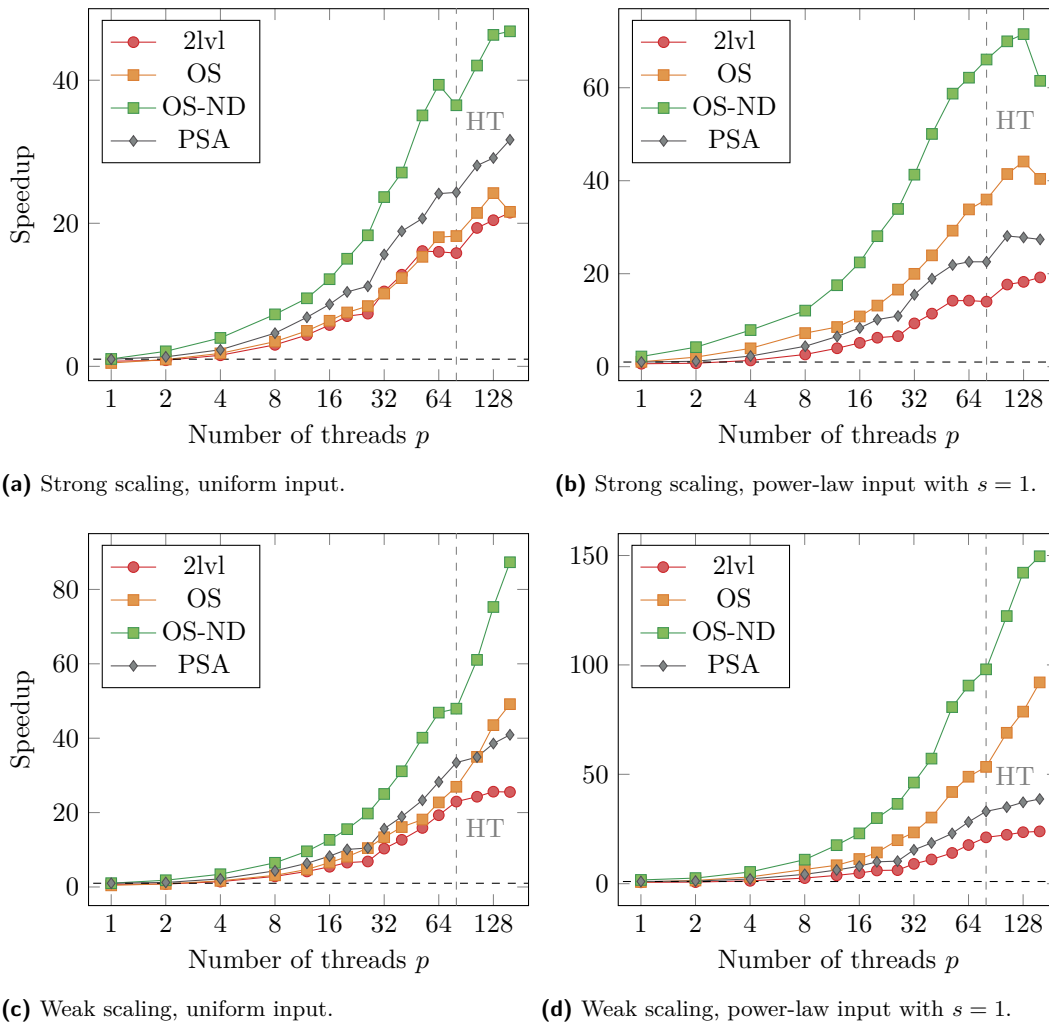 2lvl
OS
OS-ND
PSA
HT
Speedup
0
20
40
1 2 4 8 16 32 64 128
Number of threads p
(a) Strong scaling, uniform input.
2lvl
OS
OS-ND
PSA
HT
0
20
40
60
1 2 4 8 16 32 64 128
Number of threads p
(b) Strong scaling, power-law input with s = 1.
2lvl
OS
OS-ND
PSA
HT
Speedup
0
20
40
60
80
1 2 4 8 16 32 64 128
Number of threads p
(c) Weak scaling, uniform input.
2lvl
OS
OS-ND
PSA
HT
0
50
100
150
1 2 4 8 16 32 64 128
Number of threads p
(d) Weak scaling, power-law input with s = 1.